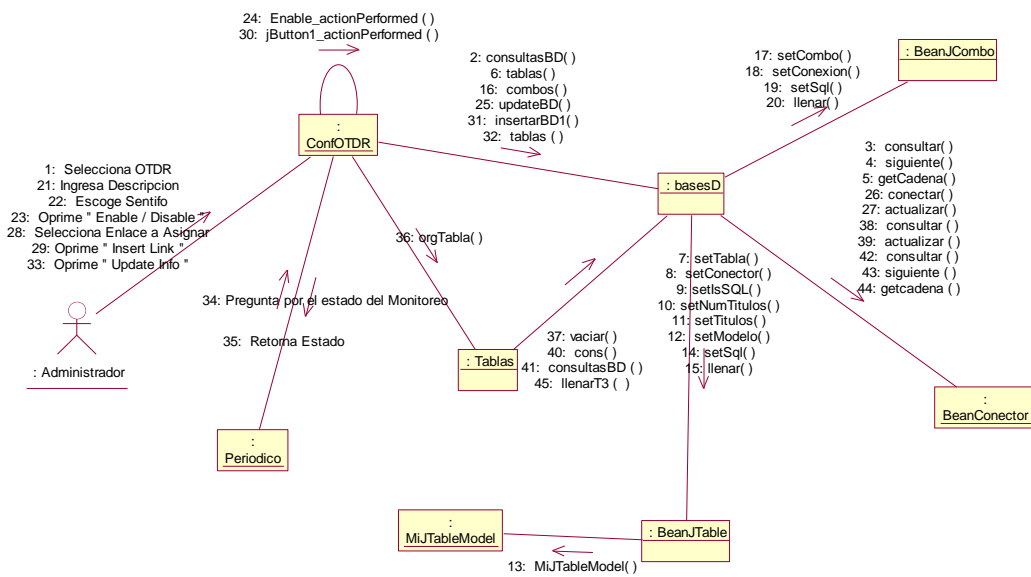 24: Enable_actionPerformed ( )
30: jButton1_actionPerformed ( )
2: consultasBD( )
6: tablas( )
16: combos( )
25: updateBD( )
31: insertarBD1( )
32: tablas ( )
17: setCombo( )
18: setConexion( )
19: setSql( )
20: llenar( )
: BeanJCombo
:
ConfOTDR
1: Selecciona OTDR
21: Ingresa Descripcion
22: Escoge Sentifo
23: Oprime " Enable / Disable "
28: Selecciona Enlace a Asignar
29: Oprime " Insert Link "
33: Oprime " Update Info "
: basesD
3: consultar( )
4: siguiente( )
5: getCadena( )
26: conectar( )
27: actualizar( )
38: consultar ( )
39: actualizar ( )
42: consultar ( )
43: siguiente ( )
44: getcadena ( )
36: orgTabla( )
7: setTabla( )
8: setConector( )
9: setIsSQL( )
10: setNumTitulos( )
11: setTitulos( )
12: setModelo( )
14: setSql( )
15: llenar( )
34: Pregunta por el estado del Monitoreo
35: Retorna Estado
37: vaciar( )
40: cons( )
41: consultasBD ( )
45: llenarT3 ( )
: Tablas
: Administrador
:
BeanConector
:
Periodico
:
MiJTableModel
: BeanJTable
13: MiJTableModel( )